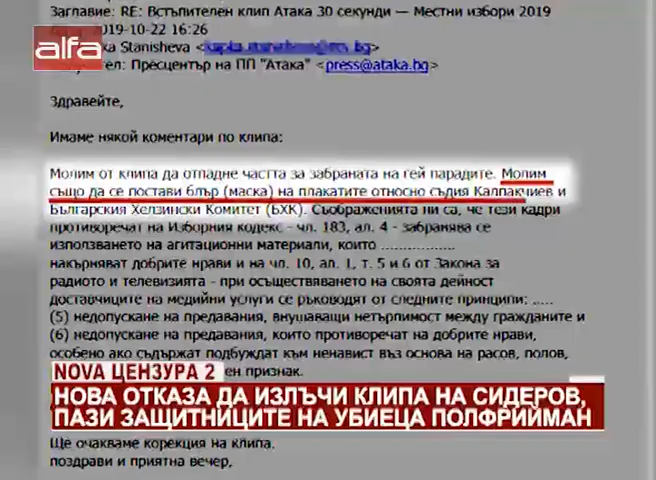 Заглавие: RE: Встъпителен клип Атака 30 секунди — Местни избори 2019
2019-10-22 16:26
alfa
ka Stanisheva <
тел: Пресцентър на ПП "Атака" <press@ataka.bg>
Здравейте,
Имаме някой коментари по клипа:
Молим от клипа да отпадне частта за забраната на гей парадите. Молим
също да се постави блър (маска) на плакатите относно съдия Калпакчиев и
Българския Хелзински Комитет (БХК). Съображенията ни са, че тези кадри
противоречат на Изборния кодекс - чл. 183, ал. 4 - забранява се
използването на агитационни материали, които ................
накърняват добрите нрави и на чл. 10, ал. 1, т. 5 и 6 от Закона за
радиото и телевизията - при осъществяването на своята дейност
доставчиците на медийни услуги се ръководят от следните принципи: .....
(5) недопускане на предавания, внушаващи нетърпимост между гражданите и
(6) недопускане на предавания, които противоречат на добрите нрави,
особено ако съдържат подбуждат към ненавист въз основа на расов, полов,
NOVA ЦЕНЗУРА 2 ен признак.
НОВА ОТКАЗА ДА ИЗЛЪЧИ КЛИПА НА СИДЕРОВ,
ПАЗИ ЗАЩИТНИЦИТЕ НА УБИЕЦА ПОЛФРИЙМАН
Ще очакваме корекция на клипа.
поздрави и приятна вечер,